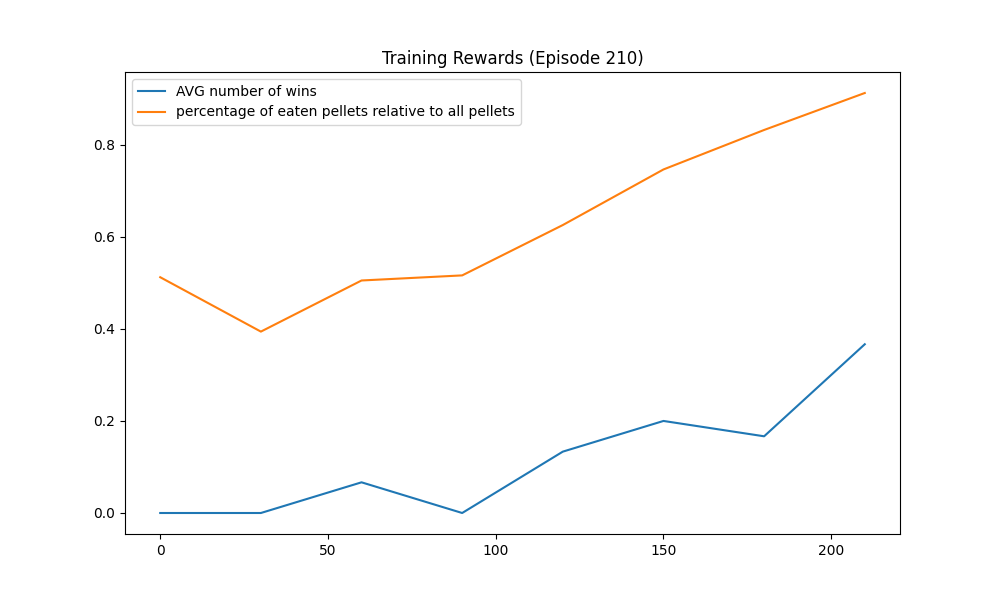 Training Rewards (Episode 210)
AVG number of wins
percentage of eaten pellets relative to all pellets
0.8
0.6
0.4
0.2
0.0
0 50 100 150 200